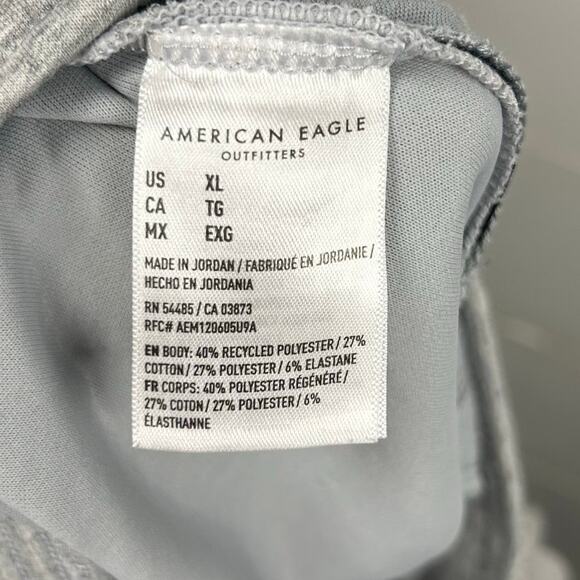 AMERICAN EAGLE
OUTFITTERS
US XL
CA TG
MX EXG
MADE IN JORDAN / FABRIQUÉ EN JORDANIE /
HECHO EN JORDANIA
RN 54485 / CA 03873
RFC# AEM120605U9A
EN BODY: 40% RECYCLED POLYESTER / 27%
COTTON / 27% POLYESTER / 6% ELASTANE
FR CORPS: 40% POLYESTER RÉGÉNÉRÉ /
27% COTON / 27% POLYESTER / 6%
ÉLASTHANNE